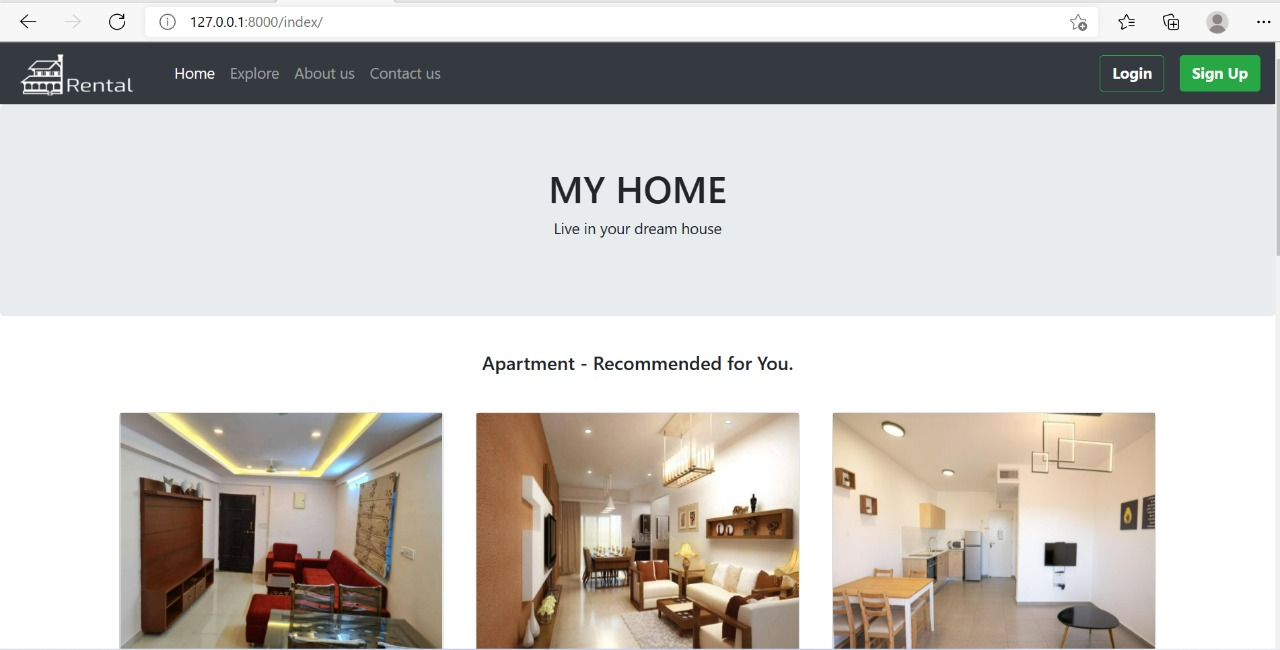 127.0.0.1:8000/index/
Rental
Home Explore About us Contact us
Login Sign Up
MY HOME
Live in your dream house
Apartment - Recommended for You.